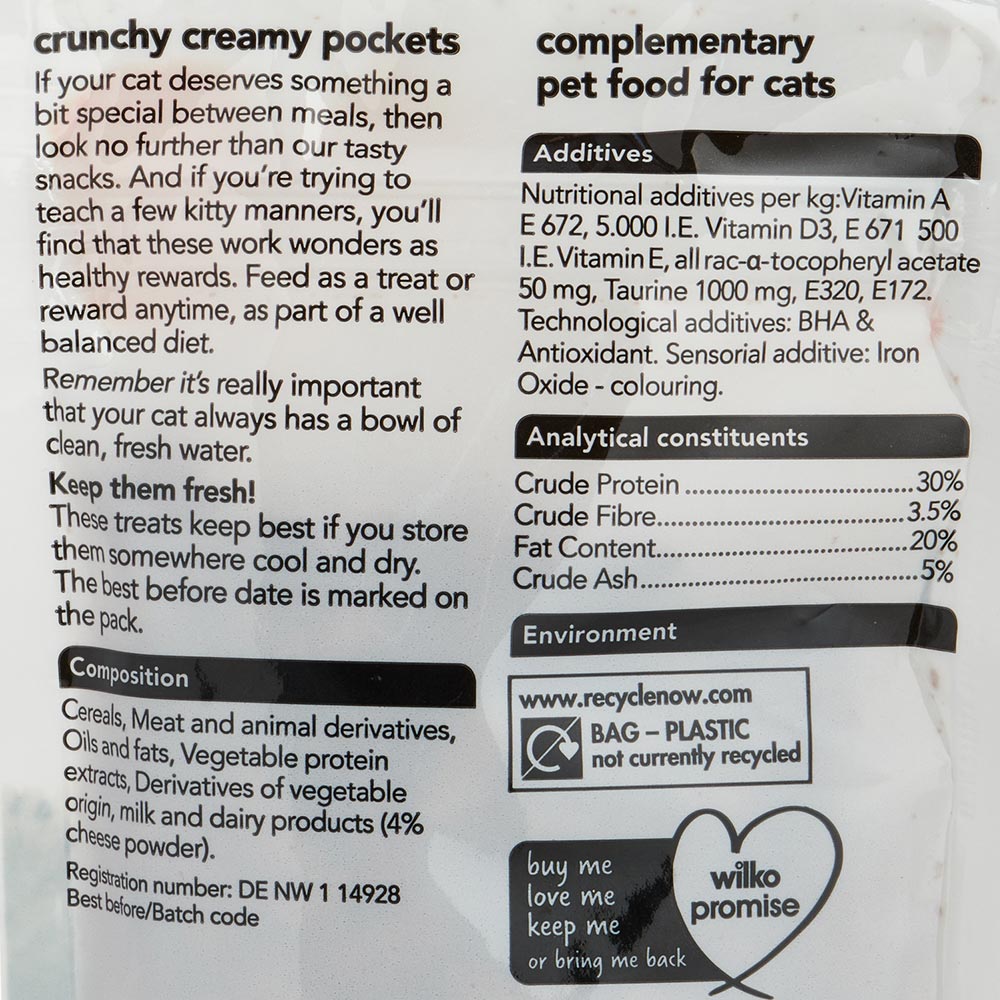 crunchy creamy pockets
If your cat deserves something a
bit special between meals, then
look no further than our tasty
snacks. And if you're trying to
teach a few kitty manners, you'll
find that these work wonders as
healthy rewards. Feed as a treat or
reward anytime, as part of a well
balanced diet.
Remember it's really important
that your cat always has a bowl of
clean, fresh water.
Keep them fresh!
These treats keep best if you store
them somewhere cool and dry.
The best before date is marked on
the pack.
Composition
Cereals, Meat and animal derivatives,
Oils and fats, Vegetable protein
extracts, Derivatives of vegetable
origin, milk and dairy products (4%
cheese powder).
Registration number: DE NW 1 14928
Best before/Batch code
complementary
pet food for cats
Additives
Nutritional additives per kg:Vitamin A
E 672, 5.000 I.E. Vitamin D3, E 671 500
I.E. Vitamin E, all rac-α-tocopheryl acetate
50 mg, Taurine 1000 mg, E320, E172.
Technological additives: BHA &
Antioxidant. Sensorial additive: Iron
Oxide - colouring.
Analytical constituents
Crude Protein ........................................30%
Crude Fibre............................................3.5%
Fat Content............................................20%
Crude Ash..............................................5%
Environment
www.recyclenow.com
BAG – PLASTIC
not currently recycled
buy me
love me
keep me
or bring me back
wilko
promise